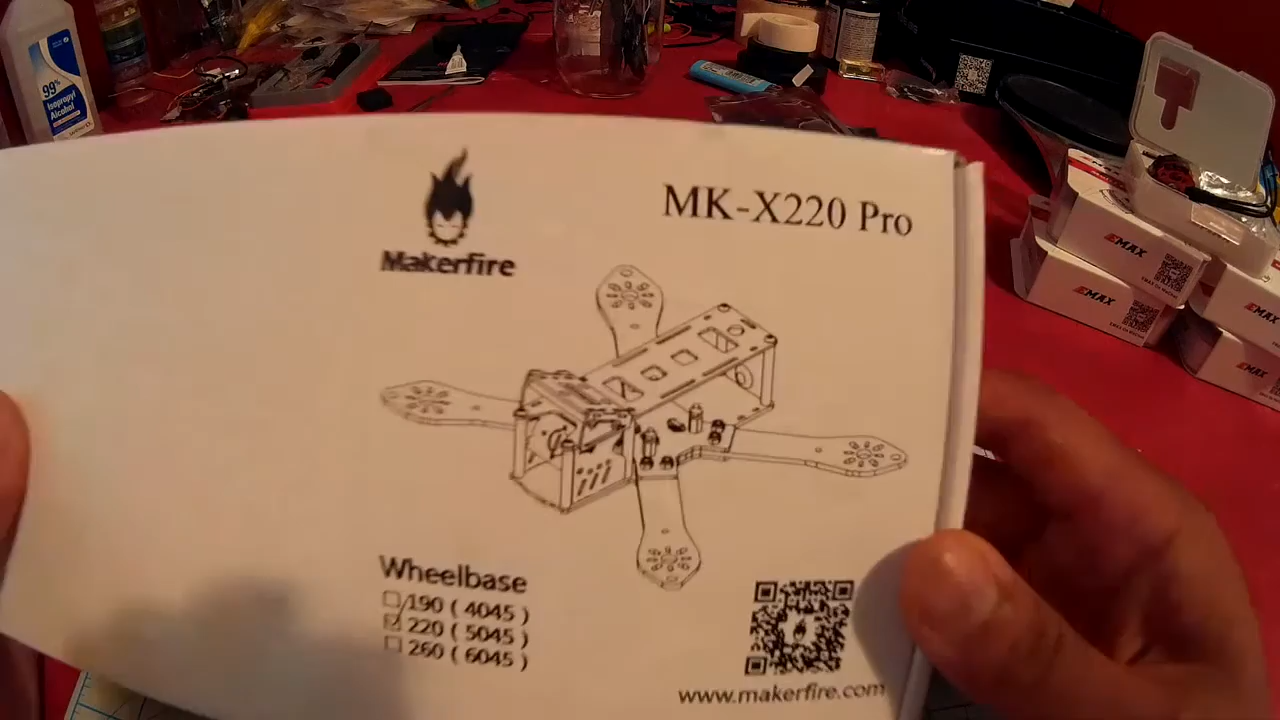 99%
Isopropyl
Alcohol
Makerfire
MK-X220 Pro
EMAX
EMAX
EMAX
EMAX
Wheelbase
190 ( 4045 )
220 ( 5045 )
260 ( 6045 )
www.makerfire.com